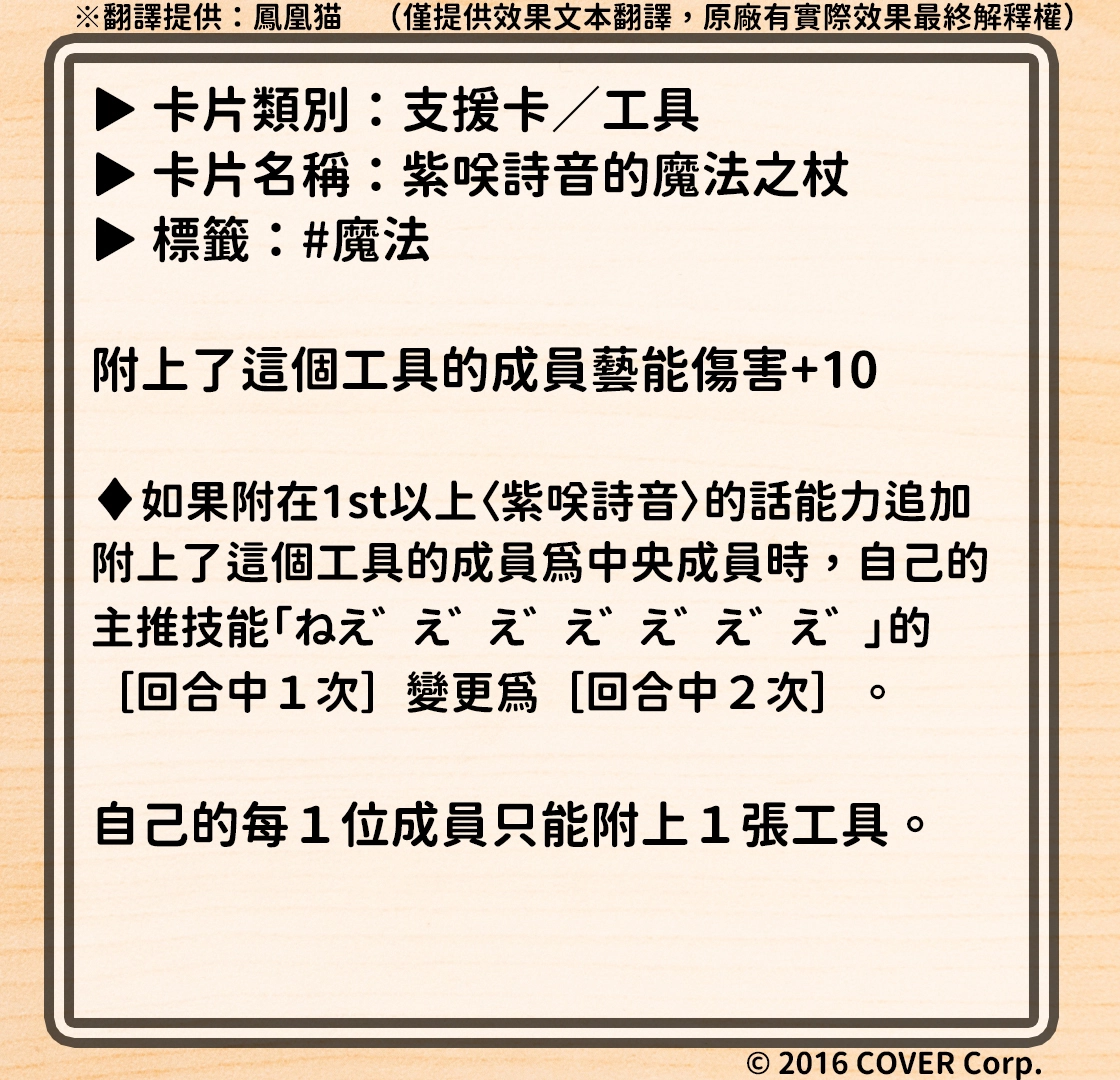 ※翻譯提供：鳳凰猫　（僅提供效果文本翻譯，原廠有實際效果最終解釋權）
▶ 卡片類別：支援卡／工具
▶ 卡片名稱：紫咲詩音的魔法之杖
▶ 標籤：#魔法
附上了這個工具的成員藝能傷害+10
♦如果附在1st以上〈紫咲詩音〉的話能力追加
附上了這個工具的成員爲中央成員時，自己的
主推技能「ねえ゛え゛え゛え゛え゛え゛え゛」的
［回合中１次］變更爲［回合中２次］。
自己的每１位成員只能附上１張工具。
© 2016 COVER Corp.